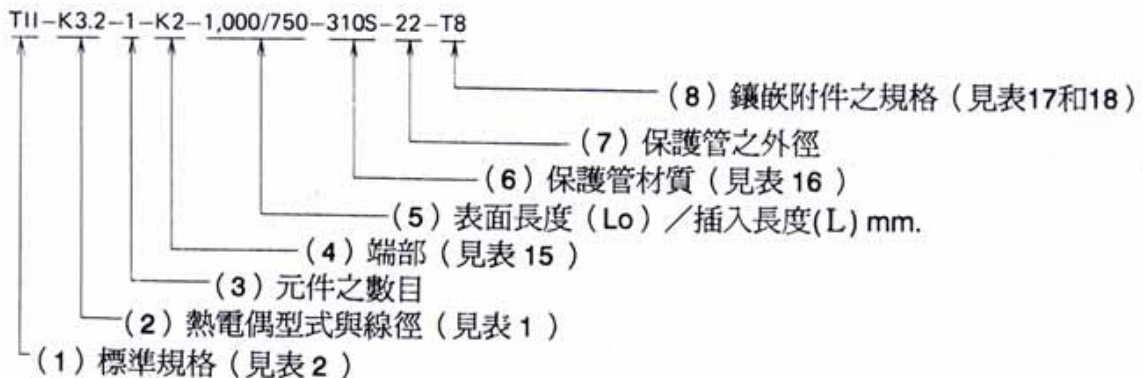 TII-K3.2-1-K2-1,000/750-310S-22-T8
(8) 鑲嵌附件之規格（見表17和18）
(7) 保護管之外徑
(6) 保護管材質（見表 16 ）
(5) 表面長度（Lo）／插入長度(L) mm.
(4) 端部（見表 15 ）
(3) 元件之數目
(2) 熱電偶型式與線徑（見表 1 ）
(1) 標準規格（見表 2 ）